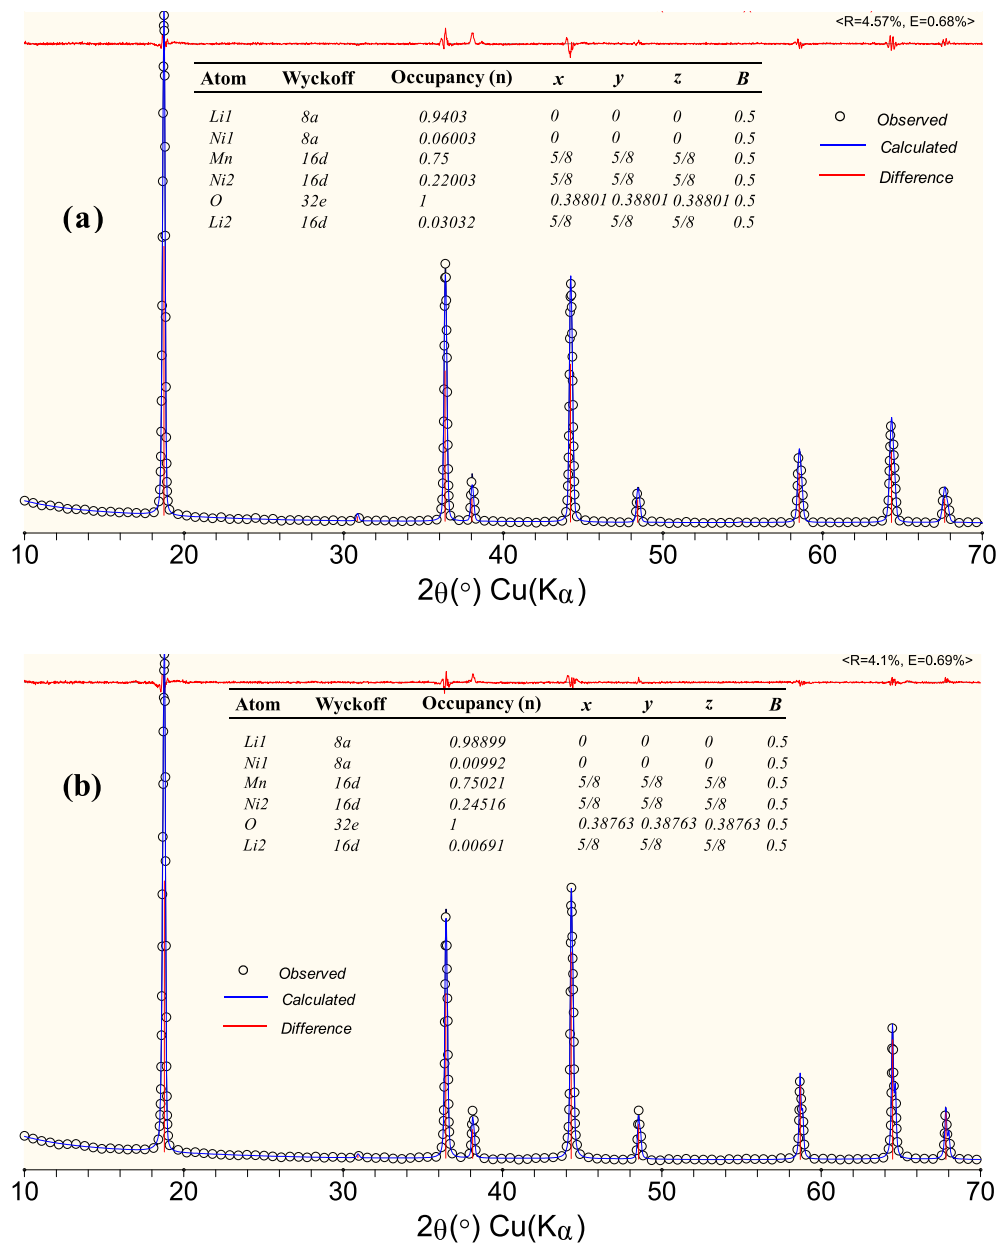 <R=4.57%, E=0.68%>
Atom Wyckoff Occupancy (n) x y z B
Li1 8a 0.9403 0 0 0 0.5
Ni1 8a 0.06003 0 0 0 0.5
Mn 16d 0.75 5/8 5/8 5/8 0.5
Ni2 16d 0.22003 5/8 5/8 5/8 0.5
O 32e 1 0.38801 0.38801 0.38801 0.5
Li2 16d 0.03032 5/8 5/8 5/8 0.5
Observed
Calculated
Difference
(a)
10 20 30 40 50 60 70
2θ(°) Cu(Kα)
<R=4.1%, E=0.69%>
Atom Wyckoff Occupancy (n) x y z B
Li1 8a 0.98899 0 0 0 0.5
Ni1 8a 0.00992 0 0 0 0.5
Mn 16d 0.75021 5/8 5/8 5/8 0.5
Ni2 16d 0.24516 5/8 5/8 5/8 0.5
O 32e 1 0.38763 0.38763 0.38763 0.5
Li2 16d 0.00691 5/8 5/8 5/8 0.5
(b)
Observed
Calculated
Difference
10 20 30 40 50 60 70
2θ(°) Cu(Kα)